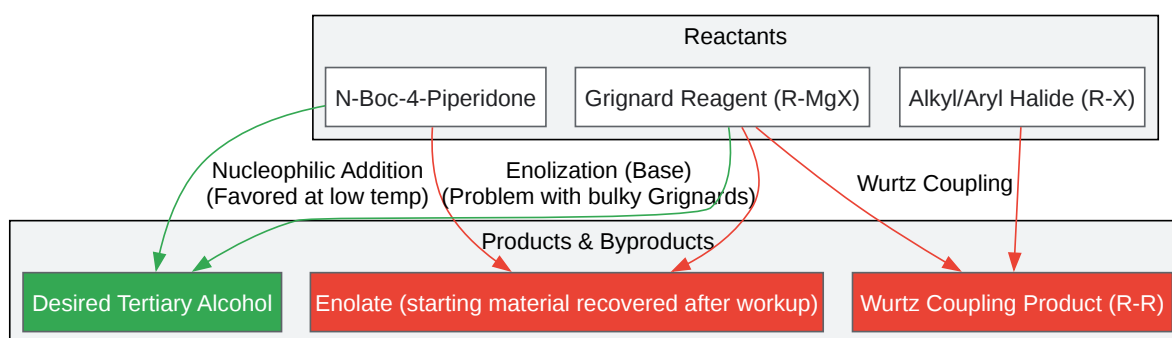 Reactants
N-Boc-4-Piperidone
Grignard Reagent (R-MgX)
Alkyl/Aryl Halide (R-X)
Nucleophilic Addition
(Favored at low temp)
Enolization (Base)
(Problem with bulky Grignards)
Wurtz Coupling
Products & Byproducts
Desired Tertiary Alcohol
Enolate (starting material recovered after workup)
Wurtz Coupling Product (R-R)